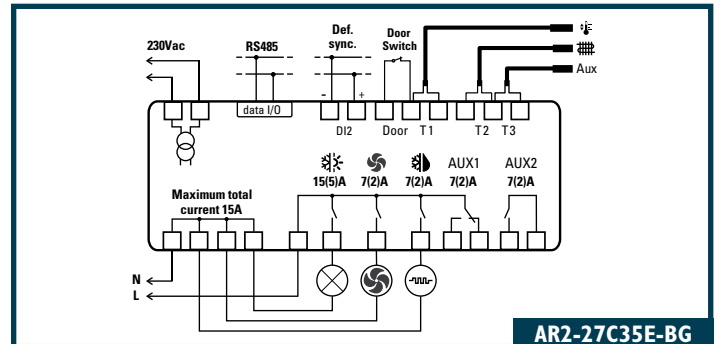 230Vac
RS485
Def.
sync.
Door
Switch
Aux
- +
data I/O
DI2
Door
T1
T2
T3
AUX1
AUX2
15(5)A
7(2)A
7(2)A
7(2)A
7(2)A
Maximum total
current 15A
N
L
AR2-27C35E-BG